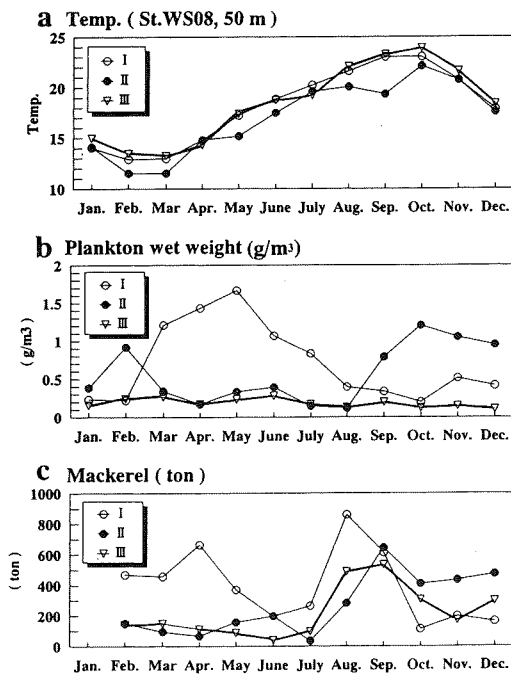 a Temp. ( St.WS08, 50 m )
25
20
15
10
Temp.
I
II
III
Jan. Feb. Mar Apr. May June July Aug. Sep. Oct. Nov. Dec.
b Plankton wet weight (g/m³)
2
1.5
1
0.5
0
( g/m3 )
I
II
III
Jan. Feb. Mar Apr. May June July Aug. Sep. Oct. Nov. Dec.
c Mackerel ( ton )
1000
800
600
400
200
0
( ton )
I
II
III
Jan. Feb. Mar Apr. May June July Aug. Sep. Oct. Nov. Dec.